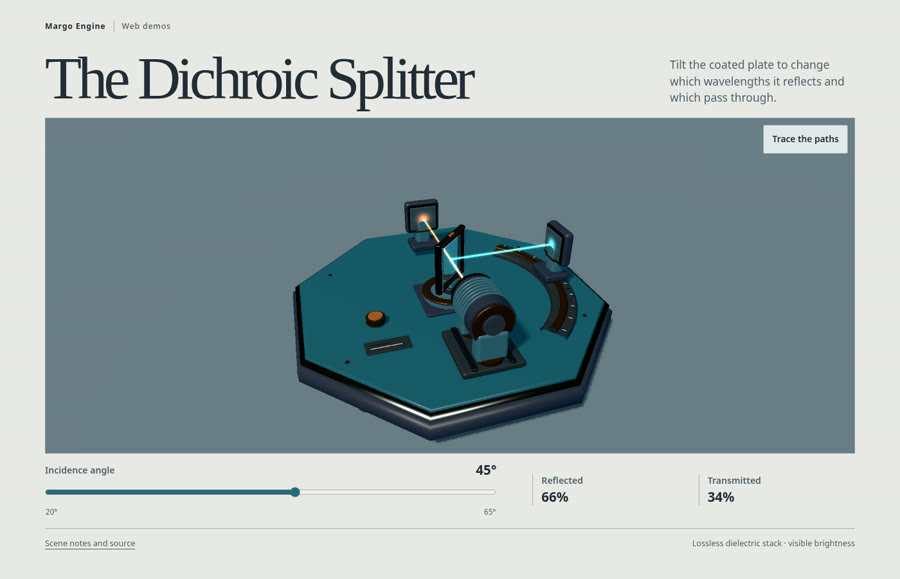 Margo Engine | Web demos
The Dichroic Splitter
Tilt the coated plate to change
which wavelengths it reflects and
which pass through.
Trace the paths
Incidence angle
45°
20°
65°
Reflected
66%
Transmitted
34%
Scene notes and source
Lossless dielectric stack · visible brightness